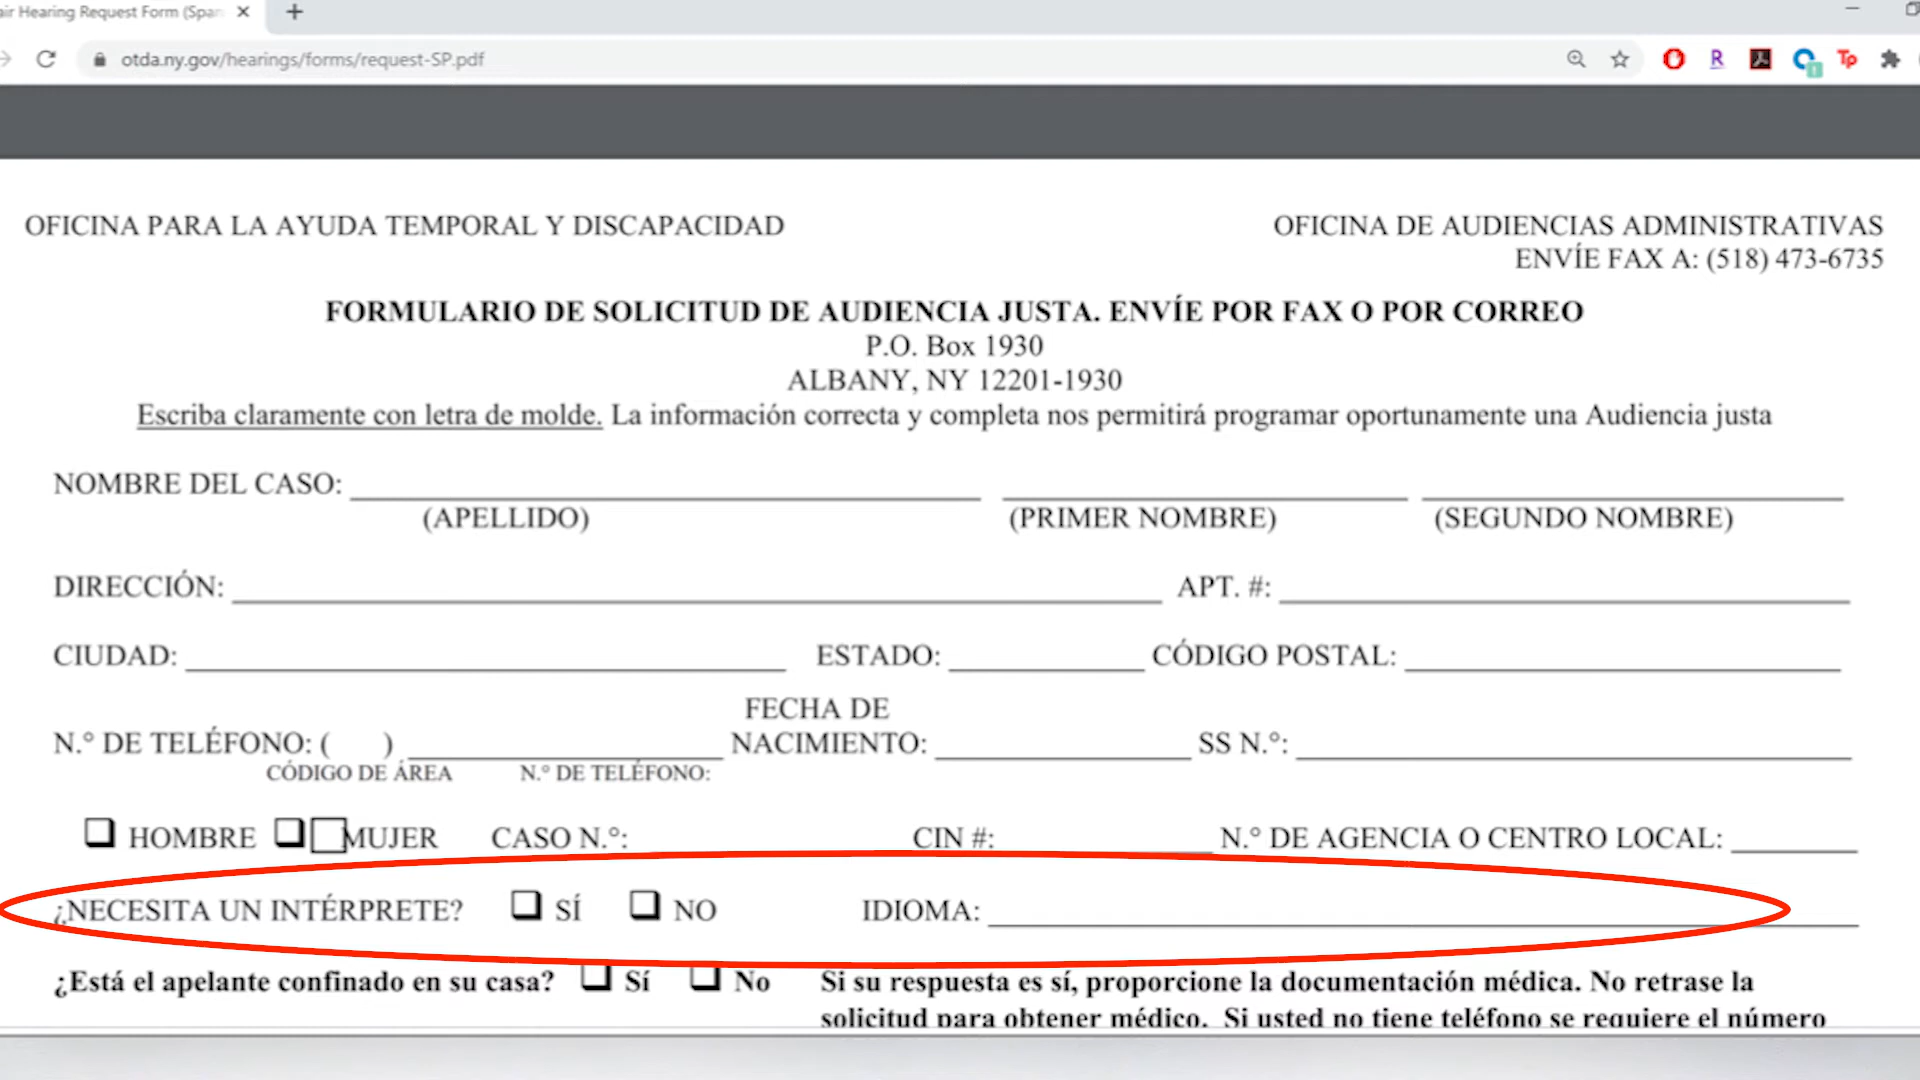 air Hearing Request Form (Span
otda.ny.gov/hearings/forms/request-SP.pdf
OFICINA PARA LA AYUDA TEMPORAL Y DISCAPACIDAD
OFICINA DE AUDIENCIAS ADMINISTRATIVAS
ENVÍE FAX A: (518) 473-6735
FORMULARIO DE SOLICITUD DE AUDIENCIA JUSTA. ENVÍE POR FAX O POR CORREO
P.O. Box 1930
ALBANY, NY 12201-1930
Escriba claramente con letra de molde. La información correcta y completa nos permitirá programar oportunamente una Audiencia justa
NOMBRE DEL CASO:
(APELLIDO) (PRIMER NOMBRE) (SEGUNDO NOMBRE)
DIRECCIÓN: APT. #:
CIUDAD: ESTADO: CÓDIGO POSTAL:
FECHA DE
N.° DE TELÉFONO: ( ) NACIMIENTO: SS N.°:
CÓDIGO DE ÁREA N.° DE TELÉFONO:
HOMBRE MUJER CASO N.°: CIN #: N.° DE AGENCIA O CENTRO LOCAL:
¿NECESITA UN INTÉRPRETE? SÍ NO IDIOMA:
¿Está el apelante confinado en su casa? Sí No Si su respuesta es sí, proporcione la documentación médica. No retrase la
solicitud para obtener médico. Si usted no tiene teléfono se requiere el número